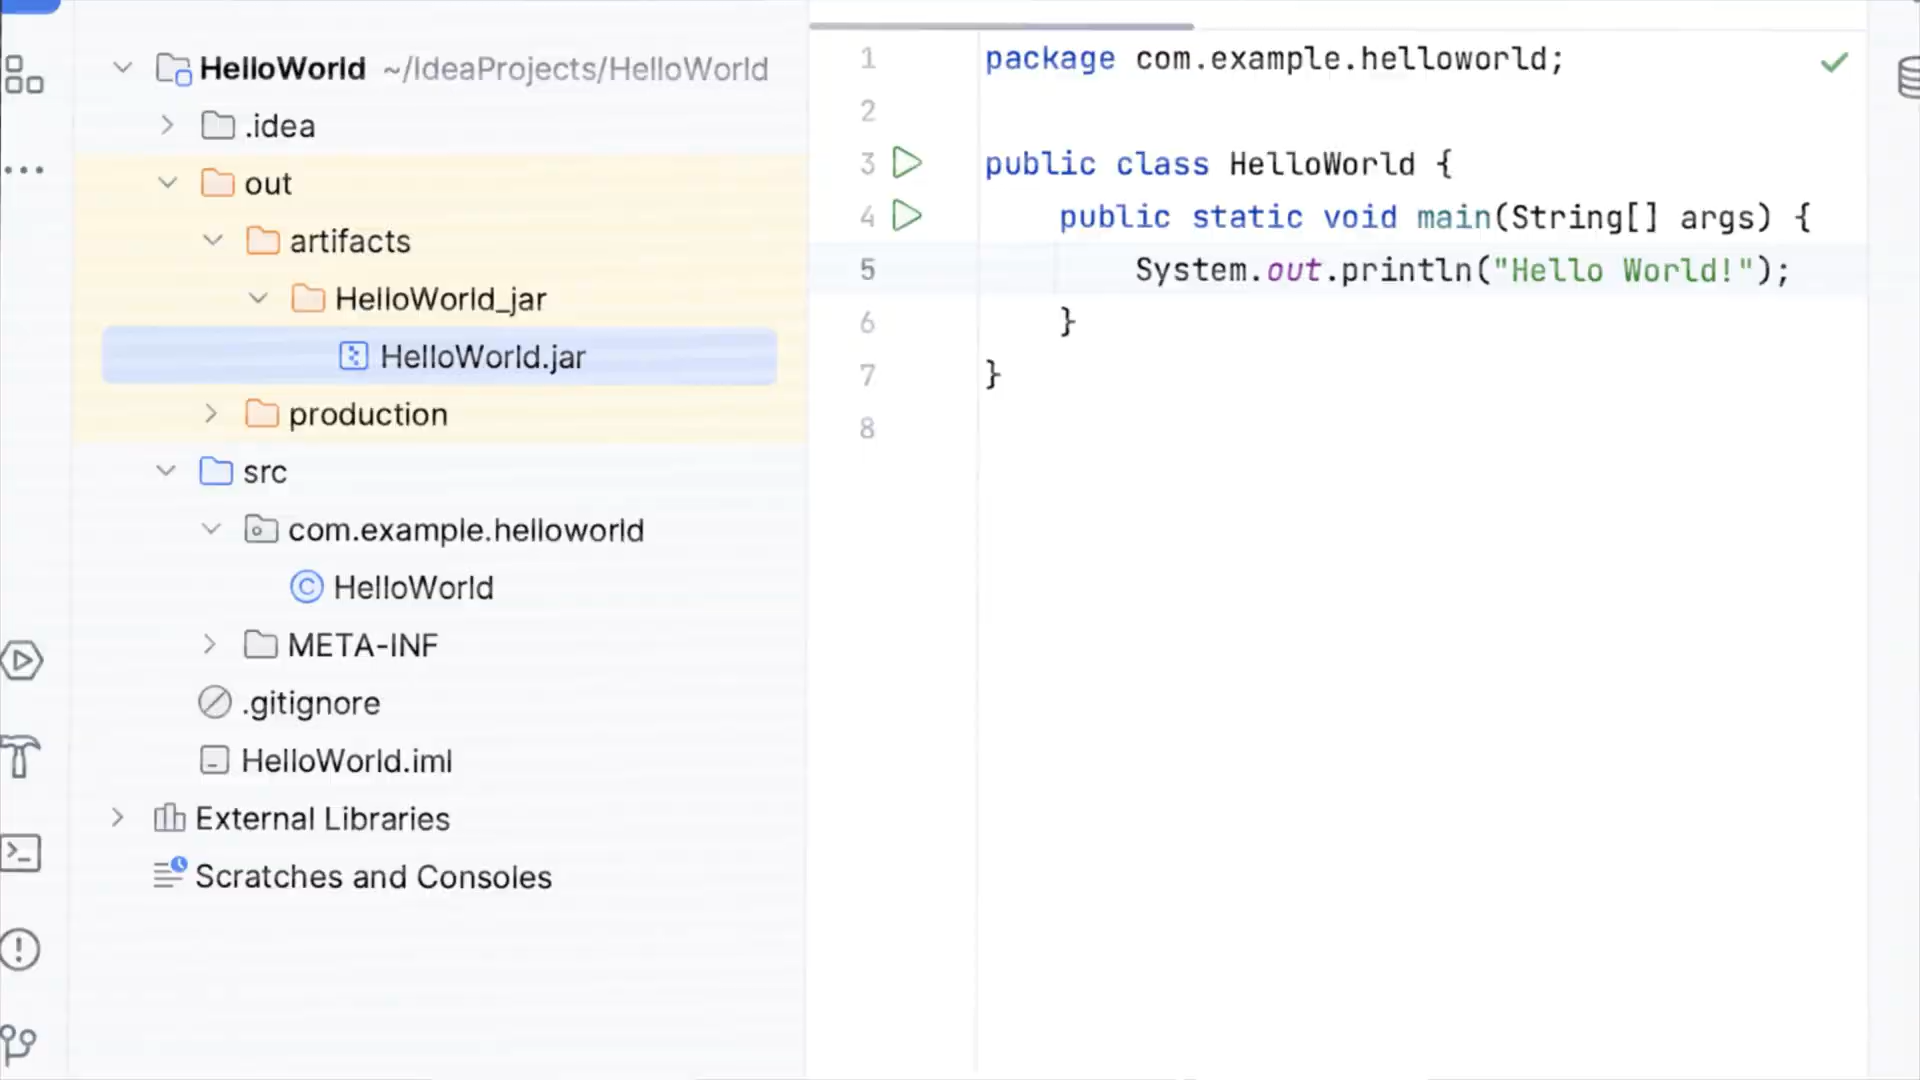 HelloWorld ~/IdeaProjects/HelloWorld
.idea
out
artifacts
HelloWorld_jar
HelloWorld.jar
production
src
com.example.helloworld
HelloWorld
META-INF
.gitignore
HelloWorld.iml
External Libraries
Scratches and Consoles
1 package com.example.helloworld;
2
3 public class HelloWorld {
4     public static void main(String[] args) {
5         System.out.println("Hello World!");
6     }
7 }
8